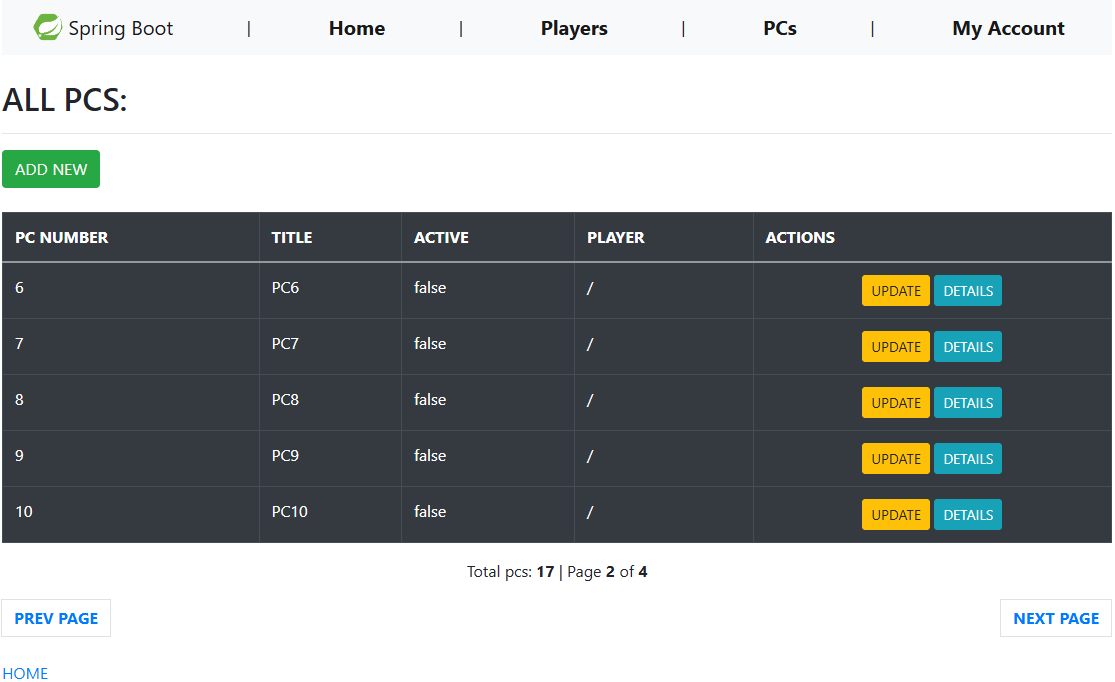 Spring Boot | Home | Players | PCs | My Account
ALL PCS:
ADD NEW
PC NUMBER TITLE ACTIVE PLAYER ACTIONS
6 PC6 false / UPDATE DETAILS
7 PC7 false / UPDATE DETAILS
8 PC8 false / UPDATE DETAILS
9 PC9 false / UPDATE DETAILS
10 PC10 false / UPDATE DETAILS
Total pcs: 17 | Page 2 of 4
PREV PAGE NEXT PAGE
HOME